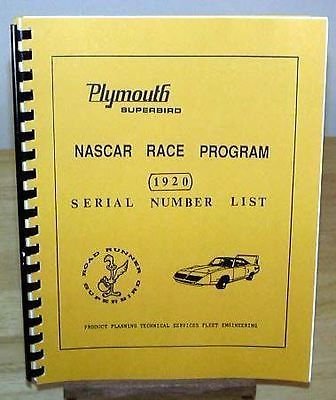 Plymouth
SUPERBIRD
NASCAR RACE PROGRAM
1920
SERIAL NUMBER LIST
ROAD RUNNER
SUPERBIRD
PRODUCT PLANNING TECHNICAL SERVICES FLEET ENGINEERING